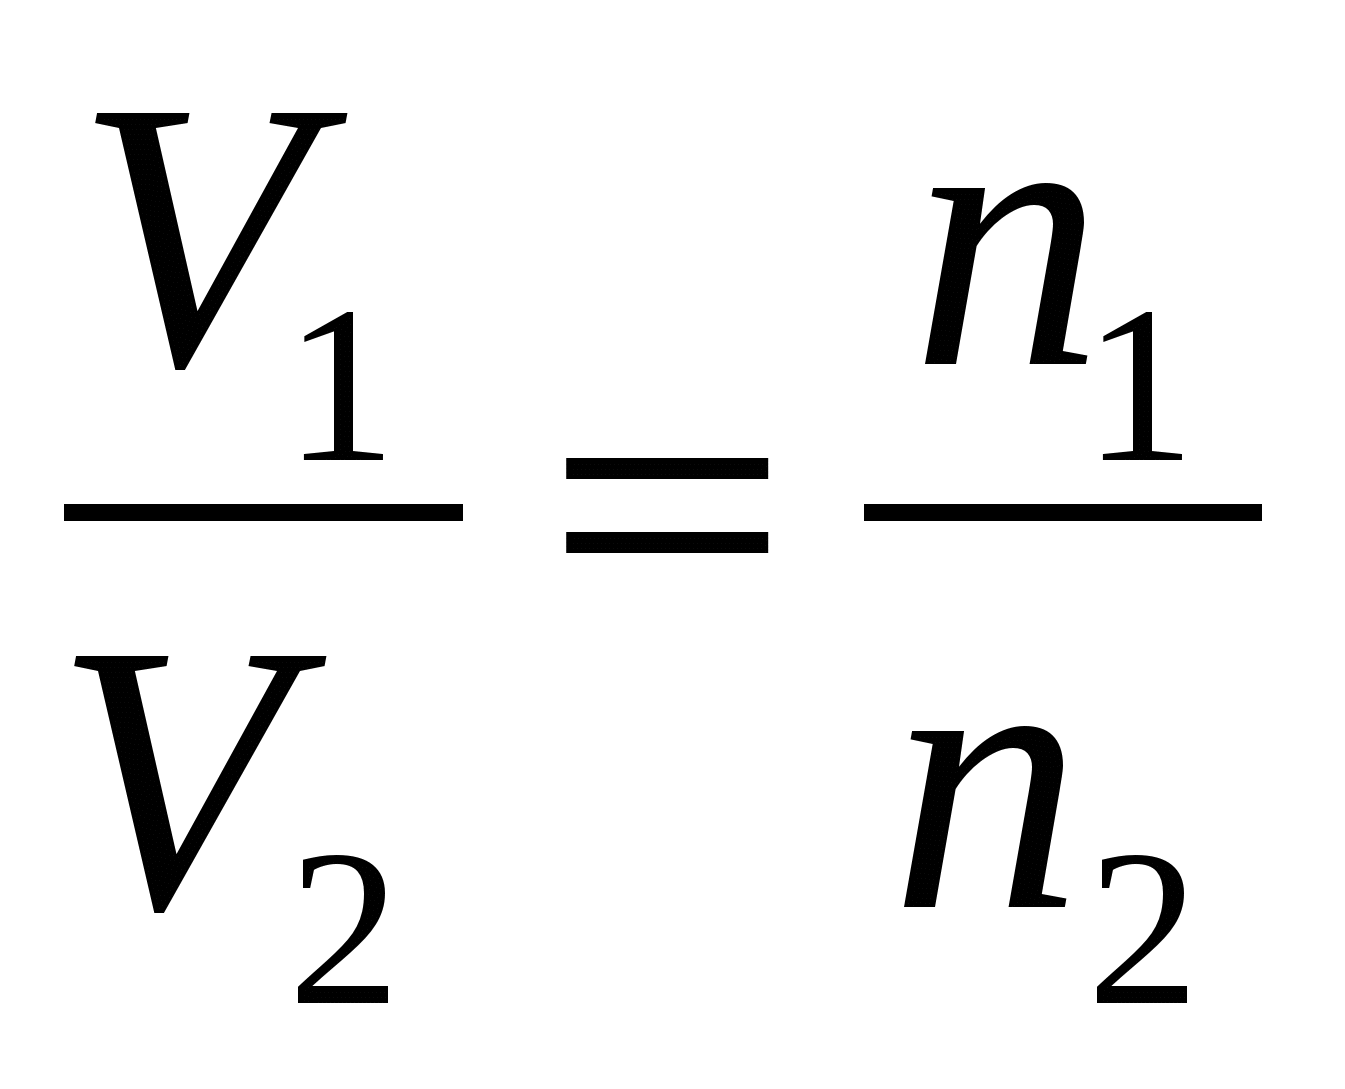 V₁/V₂ = n₁/n₂